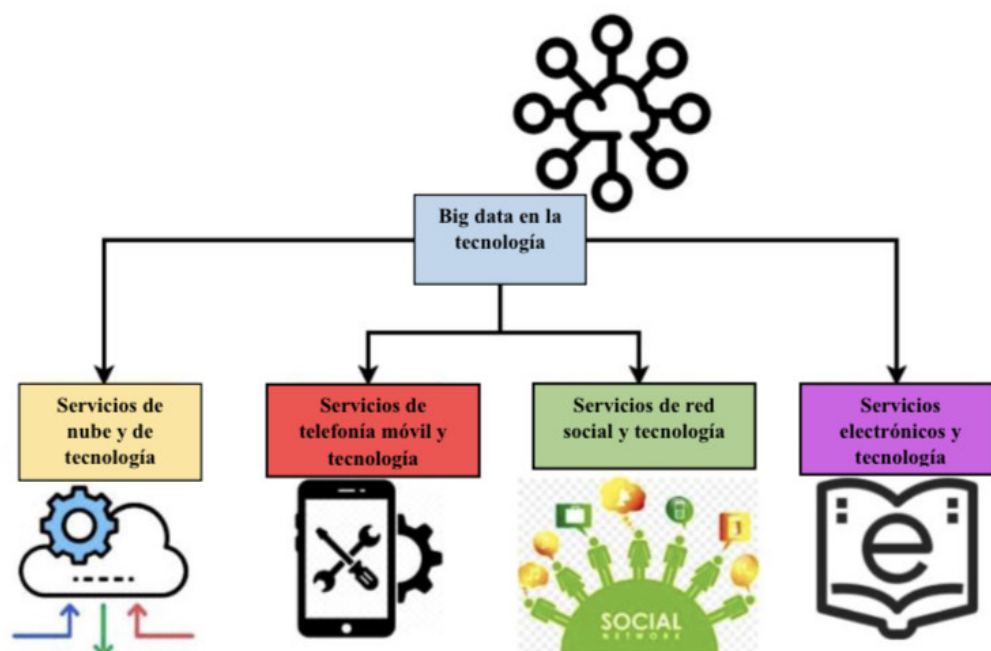 Big data en la
tecnología
Servicios de
nube y de
tecnología
Servicios de
telefonía móvil y
tecnología
Servicios de red
social y tecnología
Servicios
electrónicos y
tecnología
SOCIAL
NETWORK
e